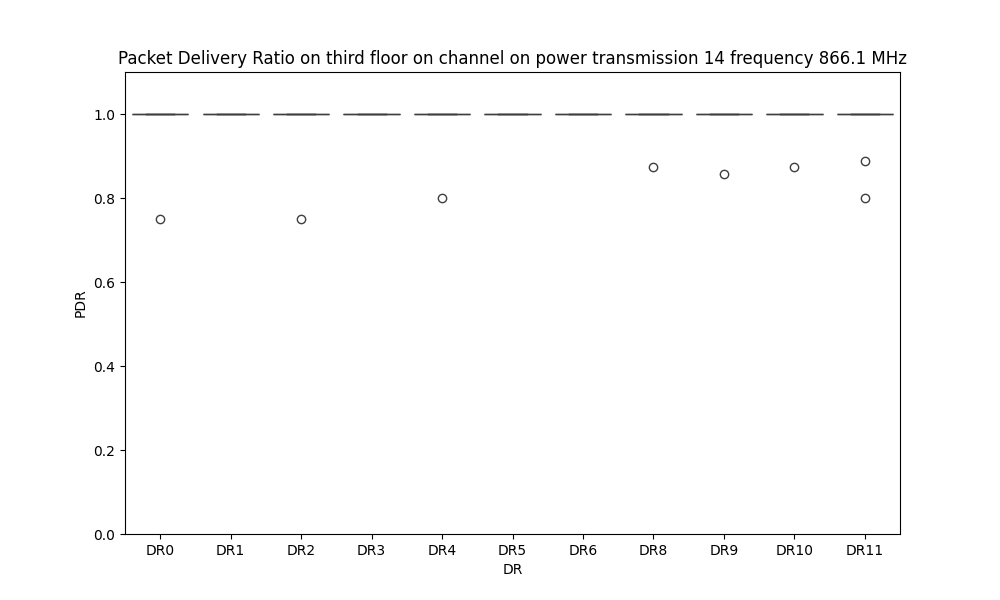 Packet Delivery Ratio on third floor on channel on power transmission 14 frequency 866.1 MHz
1.0
0.8
0.6
0.4
0.2
0.0
PDR
DR0 DR1 DR2 DR3 DR4 DR5 DR6 DR8 DR9 DR10 DR11
DR